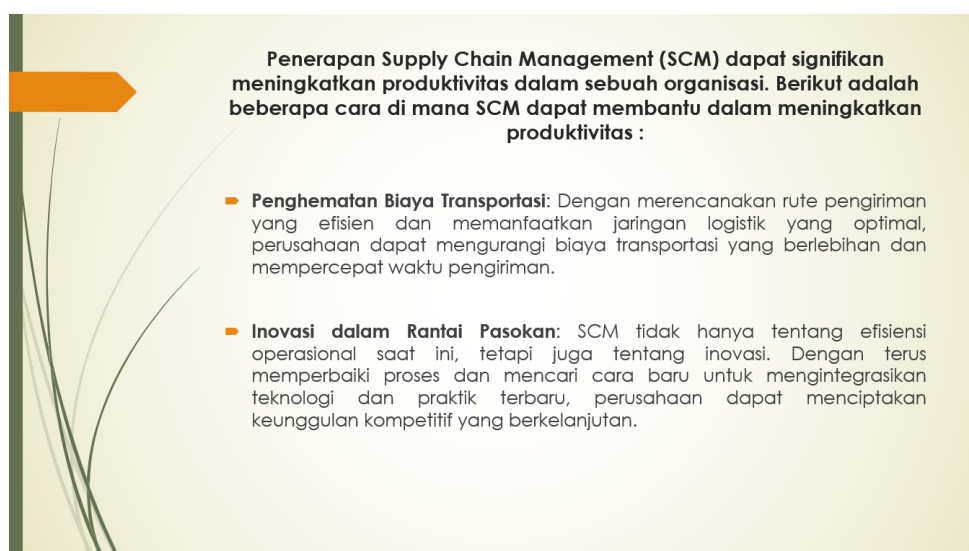 Penerapan Supply Chain Management (SCM) dapat signifikan
meningkatkan produktivitas dalam sebuah organisasi. Berikut adalah
beberapa cara di mana SCM dapat membantu dalam meningkatkan
produktivitas :
Penghematan Biaya Transportasi: Dengan merencanakan rute pengiriman
yang efisien dan memanfaatkan jaringan logistik yang optimal,
perusahaan dapat mengurangi biaya transportasi yang berlebihan dan
mempercepat waktu pengiriman.
Inovasi dalam Rantai Pasokan: SCM tidak hanya tentang efisiensi
operasional saat ini, tetapi juga tentang inovasi. Dengan terus
memperbaiki proses dan mencari cara baru untuk mengintegrasikan
teknologi dan praktik terbaru, perusahaan dapat menciptakan
keunggulan kompetitif yang berkelanjutan.